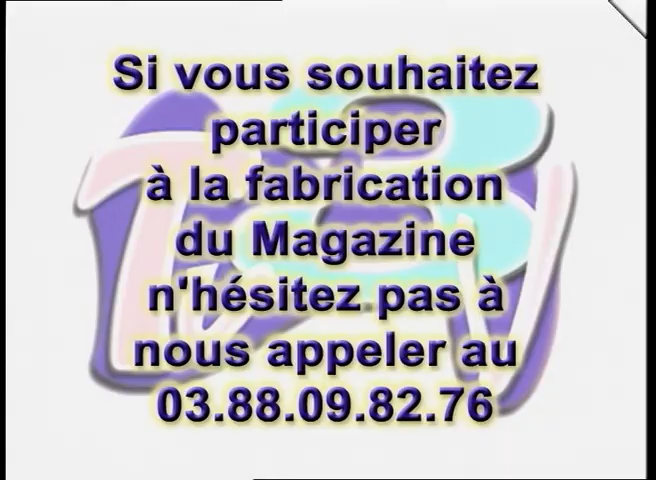 Si vous souhaitez
participer
à la fabrication
du Magazine
n'hésitez pas à
nous appeler au
03.88.09.82.76